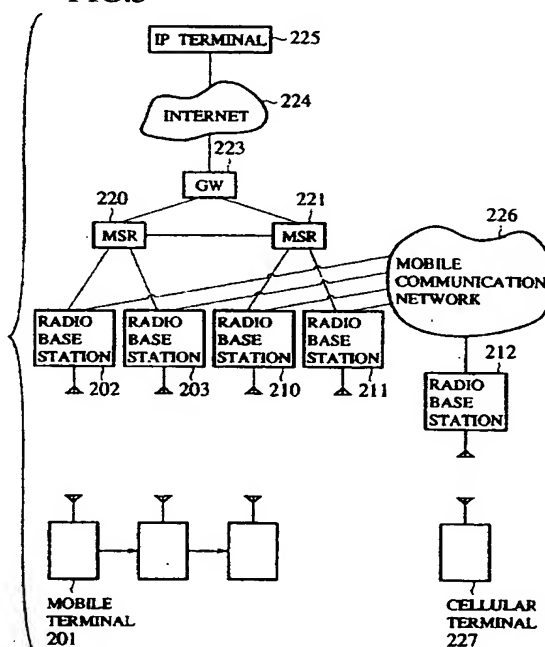 IP TERMINAL
225
INTERNET
224
223
GW
220
MSR
221
MSR
226
MOBILE
COMMUNICATION
NETWORK
RADIO
BASE
STATION
202
RADIO
BASE
STATION
203
RADIO
BASE
STATION
210
RADIO
BASE
STATION
211
212
RADIO
BASE
STATION
MOBILE
TERMINAL
201
CELLULAR
TERMINAL
227